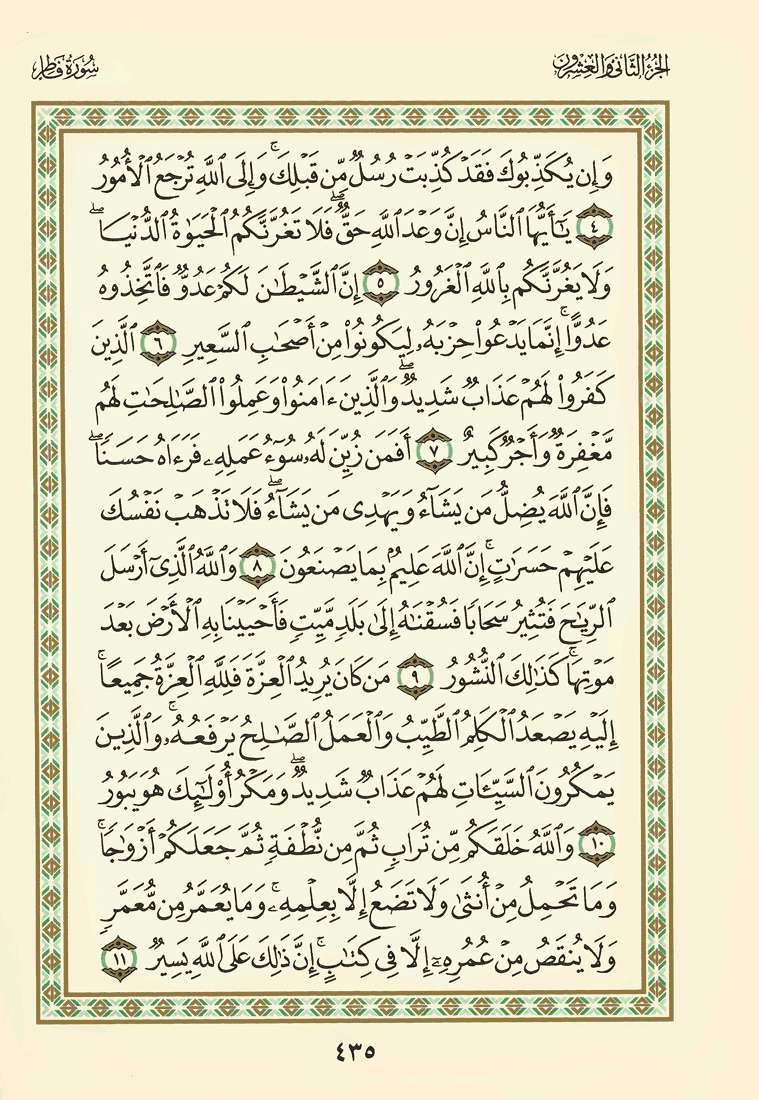 الجزء الثاني والعشرون
سورة فاطر
وَإِن يُكَذِّبُوكَ فَقَدْ كُذِّبَتْ رُسُلٌ مِّن قَبْلِكَ ۚ وَإِلَى ٱللَّهِ تُرْجَعُ ٱلْأُمُورُ
٤ يَـٰٓأَيُّهَا ٱلنَّاسُ إِنَّ وَعْدَ ٱللَّهِ حَقٌّ ۖ فَلَا تَغُرَّنَّكُمُ ٱلْحَيَوٰةُ ٱلدُّنْيَا ۖ
وَلَا يَغُرَّنَّكُم بِٱللَّهِ ٱلْغَرُورُ ٥ إِنَّ ٱلشَّيْطَـٰنَ لَكُمْ عَدُوٌّ فَٱتَّخِذُوهُ
عَدُوًّا ۚ إِنَّمَا يَدْعُوا۟ حِزْبَهُۥ لِيَكُونُوا۟ مِنْ أَصْحَـٰبِ ٱلسَّعِيرِ ٦ ٱلَّذِينَ
كَفَرُوا۟ لَهُمْ عَذَابٌ شَدِيدٌ ۖ وَٱلَّذِينَ ءَامَنُوا۟ وَعَمِلُوا۟ ٱلصَّـٰلِحَـٰتِ لَهُم
مَّغْفِرَةٌ وَأَجْرٌ كَبِيرٌ ٧ أَفَمَن زُيِّنَ لَهُۥ سُوٓءُ عَمَلِهِۦ فَرَءَاهُ حَسَنًا ۖ
فَإِنَّ ٱللَّهَ يُضِلُّ مَن يَشَآءُ وَيَهْدِى مَن يَشَآءُ ۖ فَلَا تَذْهَبْ نَفْسُكَ
عَلَيْهِمْ حَسَرَٰتٍ ۚ إِنَّ ٱللَّهَ عَلِيمٌۢ بِمَا يَصْنَعُونَ ٨ وَٱللَّهُ ٱلَّذِىٓ أَرْسَلَ
ٱلرِّيَـٰحَ فَتُثِيرُ سَحَابًا فَسُقْنَـٰهُ إِلَىٰ بَلَدٍ مَّيِّتٍ فَأَحْيَيْنَا بِهِ ٱلْأَرْضَ بَعْدَ
مَوْتِهَا ۚ كَذَٰلِكَ ٱلنُّشُورُ ٩ مَن كَانَ يُرِيدُ ٱلْعِزَّةَ فَلِلَّهِ ٱلْعِزَّةُ جَمِيعًا ۚ
إِلَيْهِ يَصْعَدُ ٱلْكَلِمُ ٱلطَّيِّبُ وَٱلْعَمَلُ ٱلصَّـٰلِحُ يَرْفَعُهُۥ ۚ وَٱلَّذِينَ
يَمْكُرُونَ ٱلسَّيِّـَٔاتِ لَهُمْ عَذَابٌ شَدِيدٌ ۖ وَمَكْرُ أُو۟لَـٰٓئِكَ هُوَ يَبُورُ
١٠ وَٱللَّهُ خَلَقَكُم مِّن تُرَابٍ ثُمَّ مِن نُّطْفَةٍ ثُمَّ جَعَلَكُمْ أَزْوَٰجًا ۚ
وَمَا تَحْمِلُ مِنْ أُنثَىٰ وَلَا تَضَعُ إِلَّا بِعِلْمِهِۦ ۚ وَمَا يُعَمَّرُ مِن مُّعَمَّرٍ
وَلَا يُنقَصُ مِنْ عُمُرِهِۦٓ إِلَّا فِى كِتَـٰبٍ ۚ إِنَّ ذَٰلِكَ عَلَى ٱللَّهِ يَسِيرٌ ١١
٤٣٥